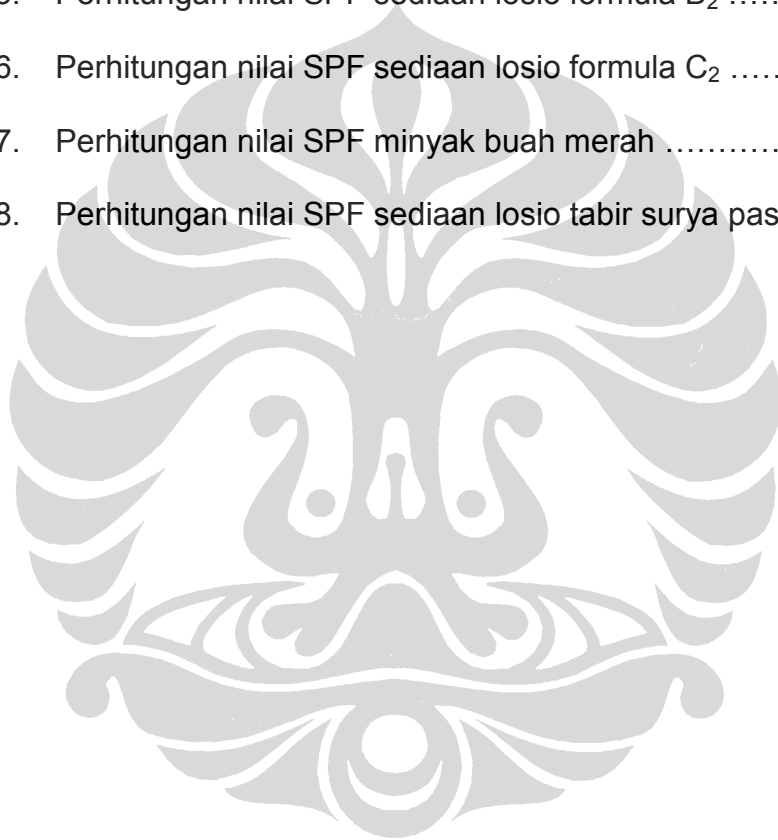 Perhitungan nilai SPF sediaan losio formula B₂ ……
6. Perhitungan nilai SPF sediaan losio formula C₂ …..
7. Perhitungan nilai SPF minyak buah merah ………..
8. Perhitungan nilai SPF sediaan losio tabir surya pas